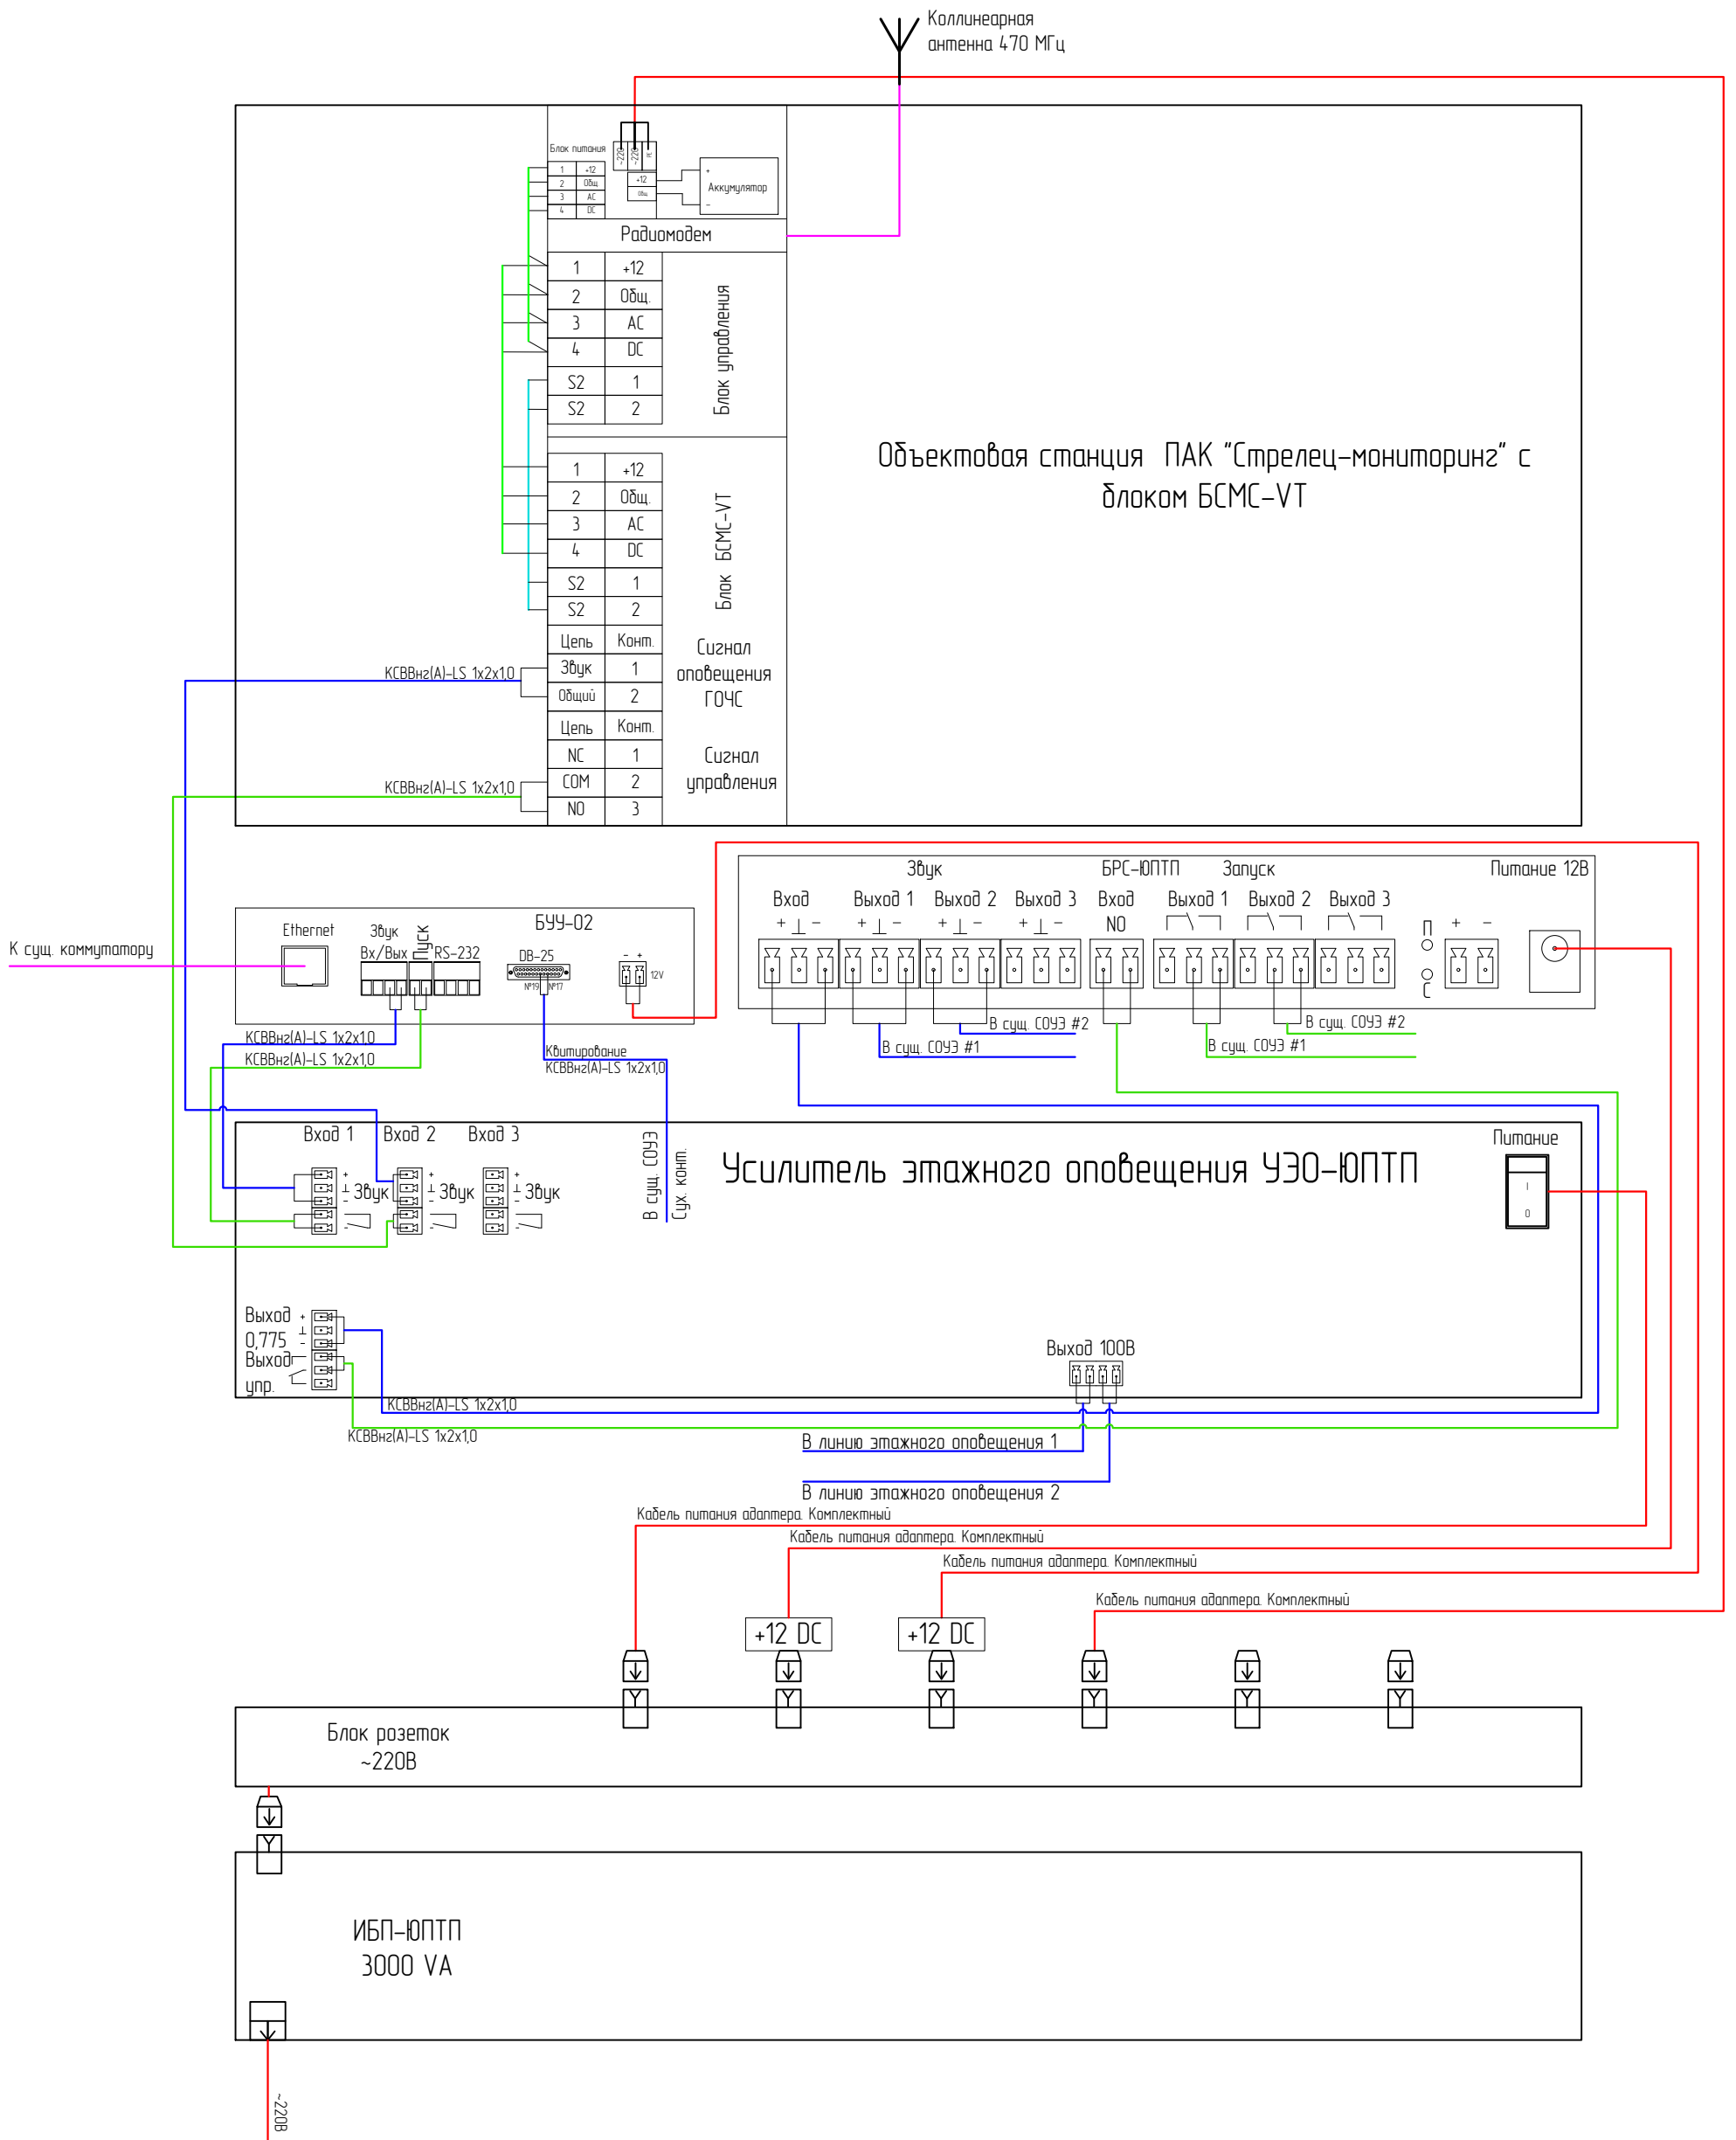 Коллинеарная
антенна 470 МГц
Блок питания
1 +12
2 Общ
3 AC
4 DC
~220 ~220 PE
+12
Общ
+
Аккумулятор
-
Радиомодем
1 +12
2 Общ.
3 AC
4 DC
S2 1
S2 2
Блок управления
1 +12
2 Общ.
3 AC
4 DC
S2 1
S2 2
Блок БСМС-VT
Объектовая станция ПАК "Стрелец-мониторинг" с
блоком БСМС-VT
Цепь Конт.
Звук 1
Общий 2
Сигнал
оповещения
ГОЧС
КСВВнг(А)-LS 1х2х1,0
Цепь Конт.
NC 1
COM 2
NO 3
Сигнал
управления
КСВВнг(А)-LS 1х2х1,0
К сущ. коммутатору
БУУ-02
Ethernet
Звук
Вх/Вых
Пуск
RS-232
DB-25
№19 №17
- +
12V
КСВВнг(А)-LS 1х2х1.0
КСВВнг(А)-LS 1х2х1,0
Квитирование
КСВВнг(А)-LS 1х2х1,0
Звук БРС-ЮПТП Запуск Питание 12В
Вход Выход 1 Выход 2 Выход 3 Вход Выход 1 Выход 2 Выход 3
+ ⊥ - + ⊥ - + ⊥ - + ⊥ - NO
П
С
+ -
В сущ. СОУЭ #2
В сущ. СОУЭ #1
В сущ. СОУЭ #2
В сущ. СОУЭ #1
Вход 1 Вход 2 Вход 3
+ + +
⊥ Звук ⊥ Звук ⊥ Звук
- - -
- - -
В сущ. СОУЭ
Сух. конт.
Усилитель этажного оповещения УЭО-ЮПТП
Питание
I
0
Выход +
0,775 ⊥
-
Выход
упр.
Выход 100В
КСВВнг(А)-LS 1х2х1,0
КСВВнг(А)-LS 1х2х1,0
В линию этажного оповещения 1
В линию этажного оповещения 2
Кабель питания адаптера. Комплектный
Кабель питания адаптера. Комплектный
Кабель питания адаптера. Комплектный
Кабель питания адаптера. Комплектный
+12 DC
+12 DC
Блок розеток
~220В
ИБП-ЮПТП
3000 VA
~220В